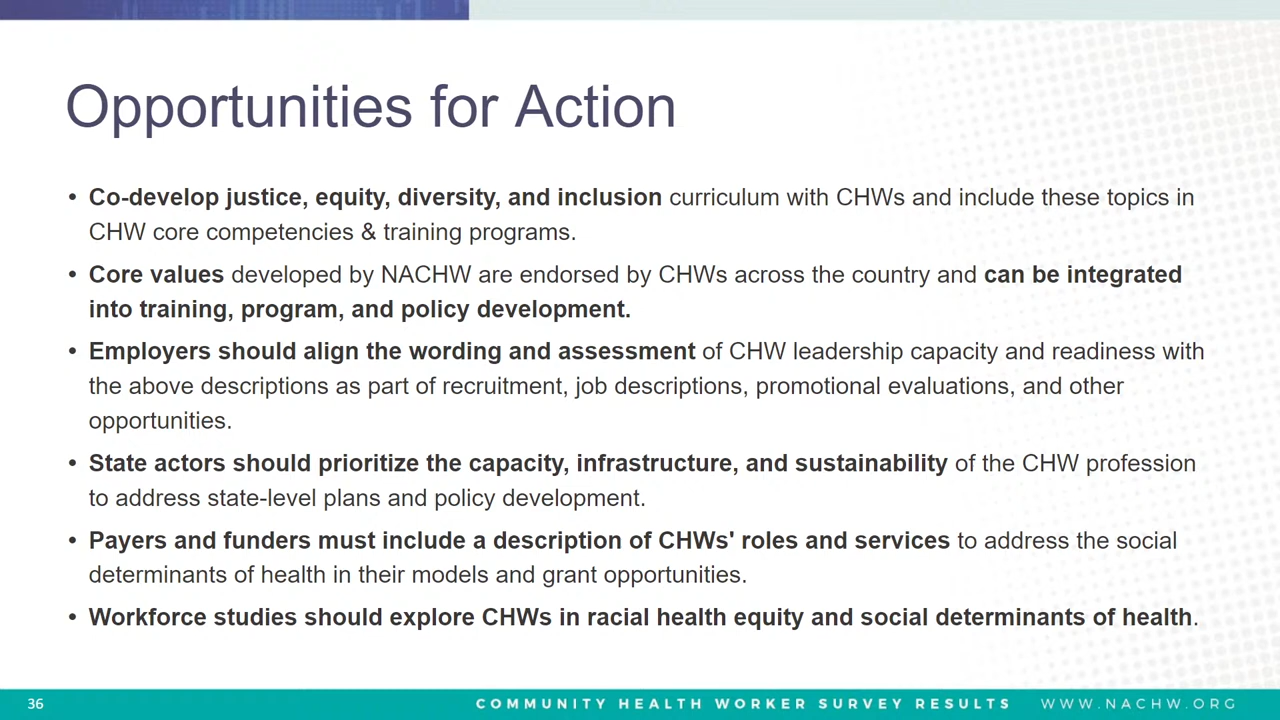 Opportunities for Action
• Co-develop justice, equity, diversity, and inclusion curriculum with CHWs and include these topics in
CHW core competencies & training programs.
• Core values developed by NACHW are endorsed by CHWs across the country and can be integrated
into training, program, and policy development.
• Employers should align the wording and assessment of CHW leadership capacity and readiness with
the above descriptions as part of recruitment, job descriptions, promotional evaluations, and other
opportunities.
• State actors should prioritize the capacity, infrastructure, and sustainability of the CHW profession
to address state-level plans and policy development.
• Payers and funders must include a description of CHWs' roles and services to address the social
determinants of health in their models and grant opportunities.
• Workforce studies should explore CHWs in racial health equity and social determinants of health.
36 COMMUNITY HEALTH WORKER SURVEY RESULTS WWW.NACHW.ORG